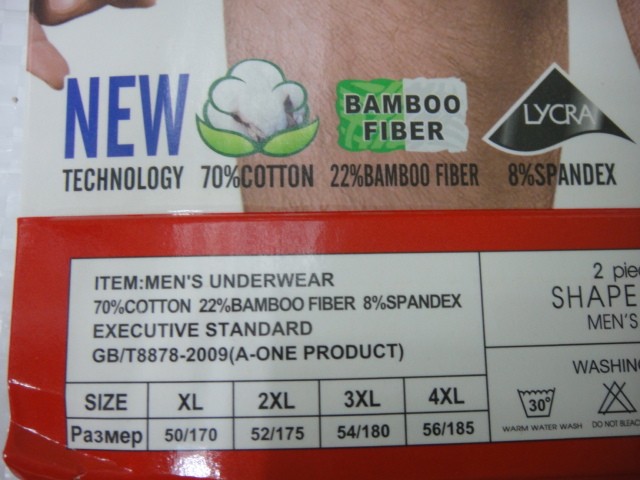 NEW
TECHNOLOGY
70%COTTON
BAMBOO
FIBER
22%BAMBOO FIBER
LYCRA
8%SPANDEX
ITEM:MEN'S UNDERWEAR
70%COTTON 22%BAMBOO FIBER 8%SPANDEX
EXECUTIVE STANDARD
GB/T8878-2009(A-ONE PRODUCT)
SIZE XL 2XL 3XL 4XL
Размер 50/170 52/175 54/180 56/185
2 pie
SHAPE
MEN'S
WASHING
30°
WARM WATER WASH
DO NOT BLEAC